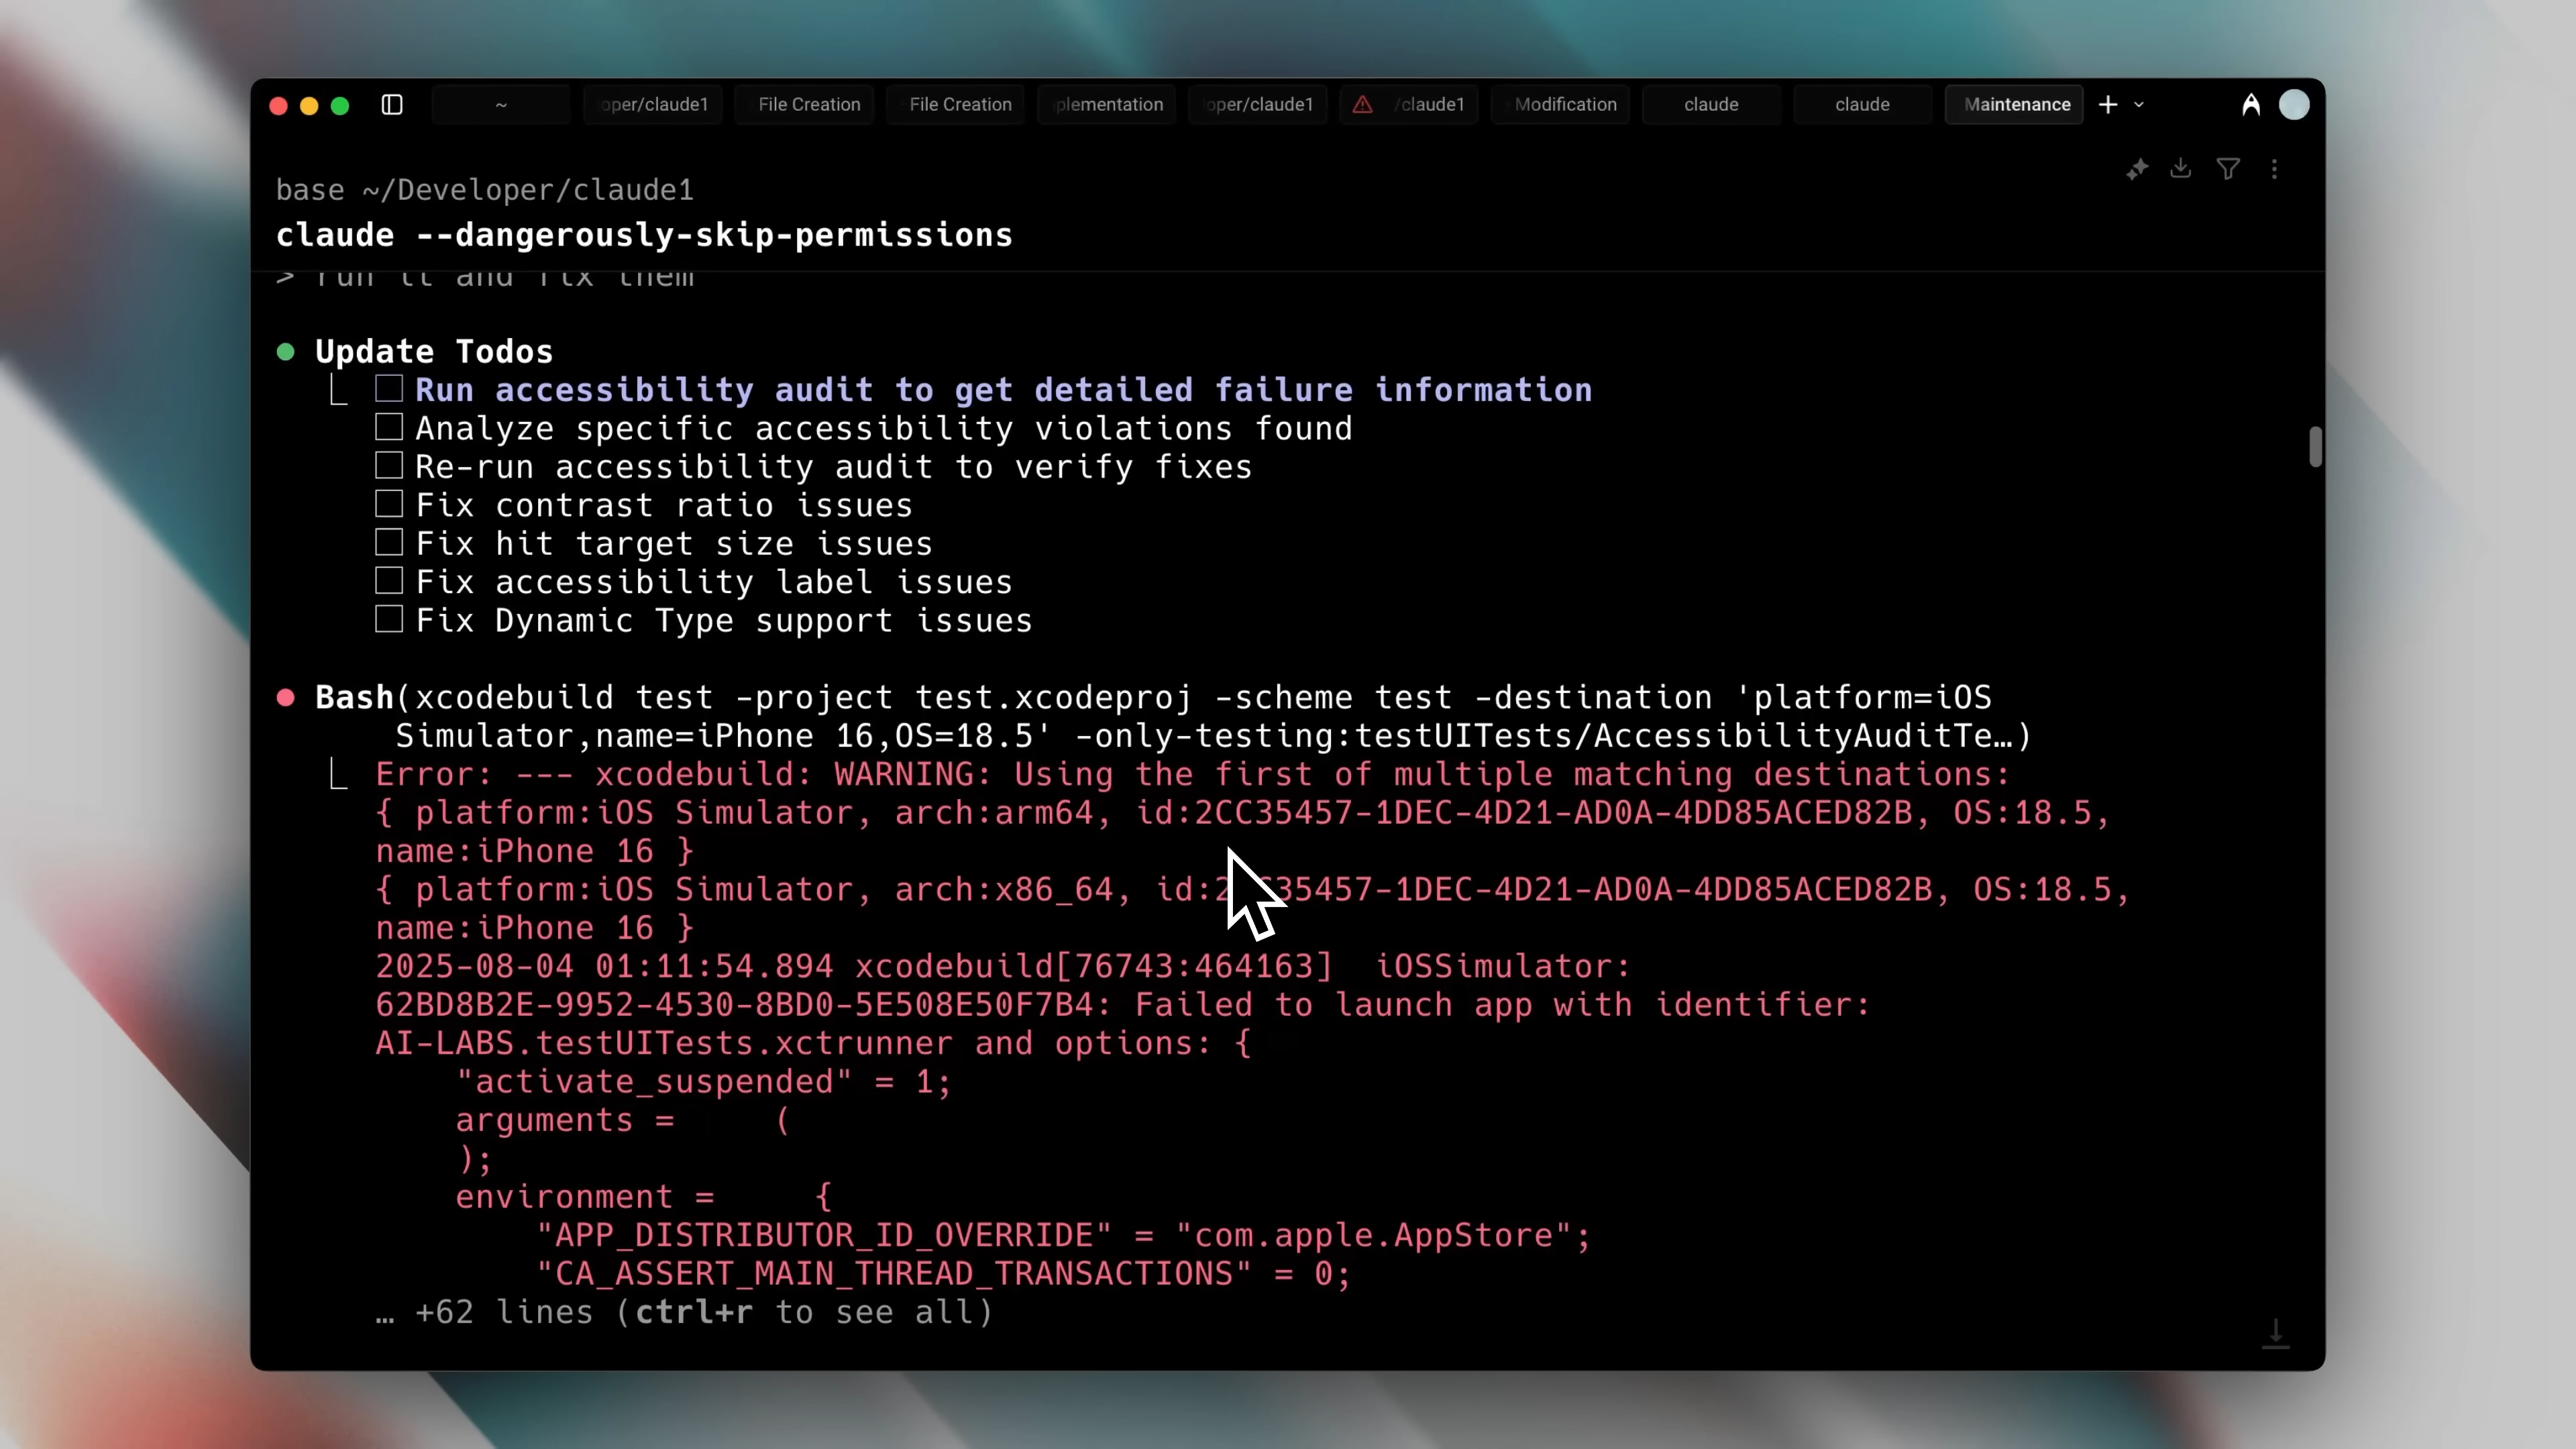 ~
oper/claude1
File Creation
File Creation
plementation
oper/claude1
/claude1
Modification
claude
claude
Maintenance
base ~/Developer/claude1
claude --dangerously-skip-permissions
> run it and fix them
Update Todos
Run accessibility audit to get detailed failure information
Analyze specific accessibility violations found
Re-run accessibility audit to verify fixes
Fix contrast ratio issues
Fix hit target size issues
Fix accessibility label issues
Fix Dynamic Type support issues
Bash(xcodebuild test -project test.xcodeproj -scheme test -destination 'platform=iOS
Simulator,name=iPhone 16,OS=18.5' -only-testing:testUITests/AccessibilityAuditTe…)
Error: --- xcodebuild: WARNING: Using the first of multiple matching destinations:
{ platform:iOS Simulator, arch:arm64, id:2CC35457-1DEC-4D21-AD0A-4DD85ACED82B, OS:18.5,
name:iPhone 16 }
{ platform:iOS Simulator, arch:x86_64, id:2CC35457-1DEC-4D21-AD0A-4DD85ACED82B, OS:18.5,
name:iPhone 16 }
2025-08-04 01:11:54.894 xcodebuild[76743:464163]  iOSSimulator:
62BD8B2E-9952-4530-8BD0-5E508E50F7B4: Failed to launch app with identifier:
AI-LABS.testUITests.xctrunner and options: {
"activate_suspended" = 1;
arguments =     (
);
environment =     {
"APP_DISTRIBUTOR_ID_OVERRIDE" = "com.apple.AppStore";
"CA_ASSERT_MAIN_THREAD_TRANSACTIONS" = 0;
… +62 lines (ctrl+r to see all)